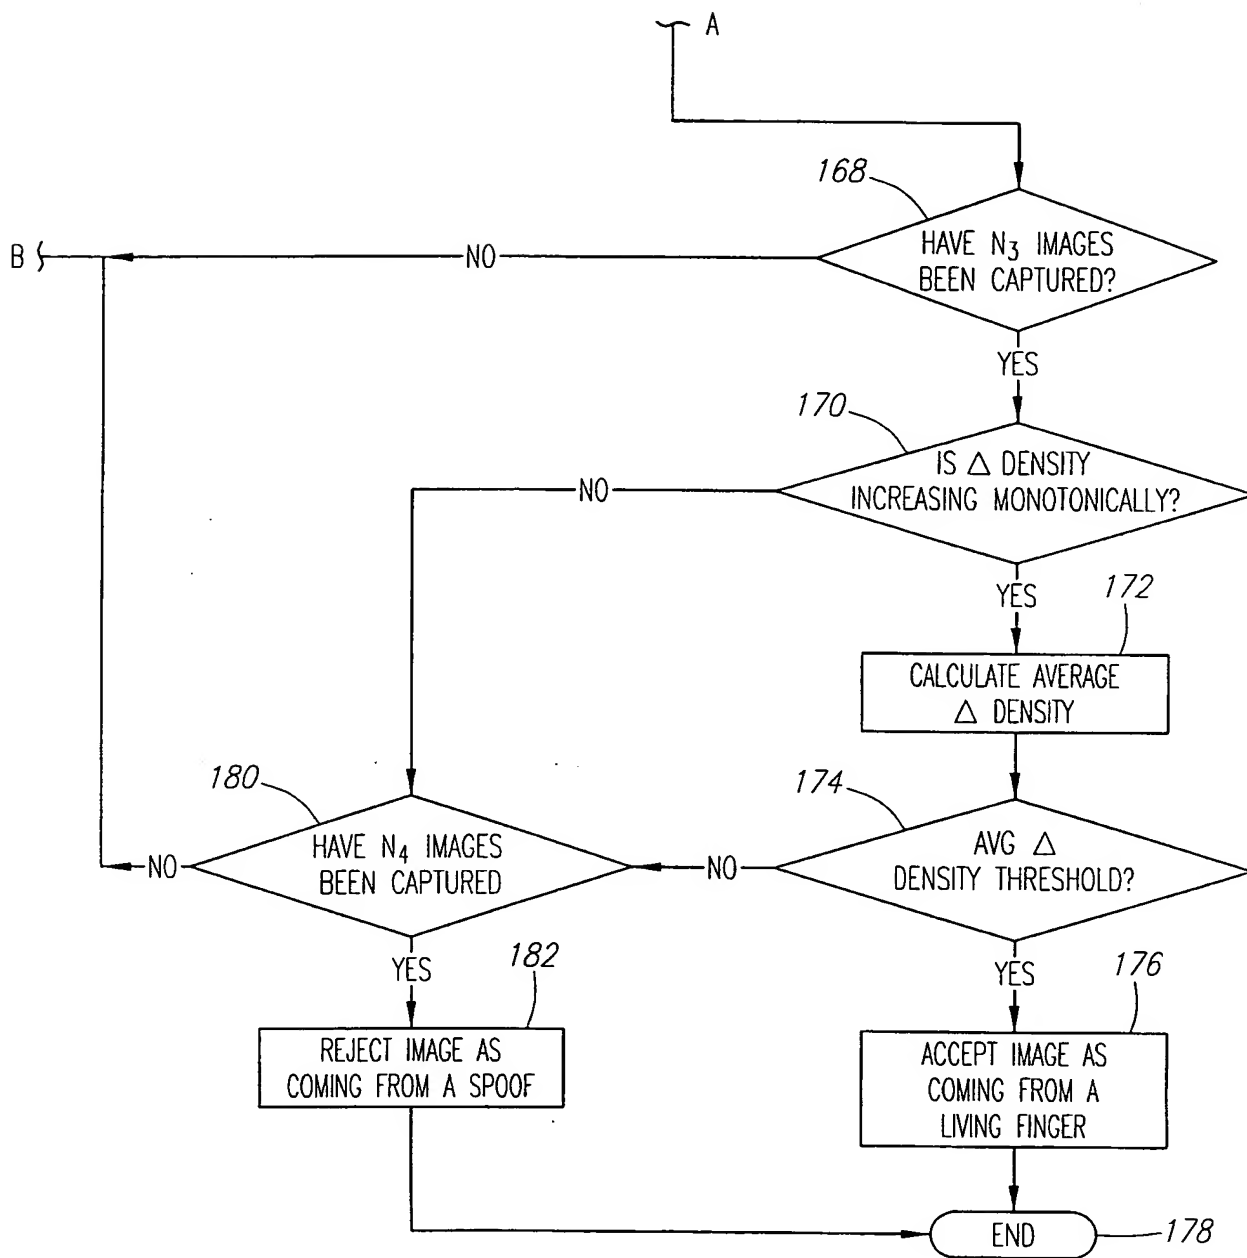 A
168
HAVE N₃ IMAGES
BEEN CAPTURED?
B
NO
YES
170
IS △ DENSITY
INCREASING MONOTONICALLY?
NO
YES
172
CALCULATE AVERAGE
△ DENSITY
174
AVG △
DENSITY THRESHOLD?
NO
180
HAVE N₄ IMAGES
BEEN CAPTURED
NO
YES
182
REJECT IMAGE AS
COMING FROM A SPOOF
YES
176
ACCEPT IMAGE AS
COMING FROM A
LIVING FINGER
END
178